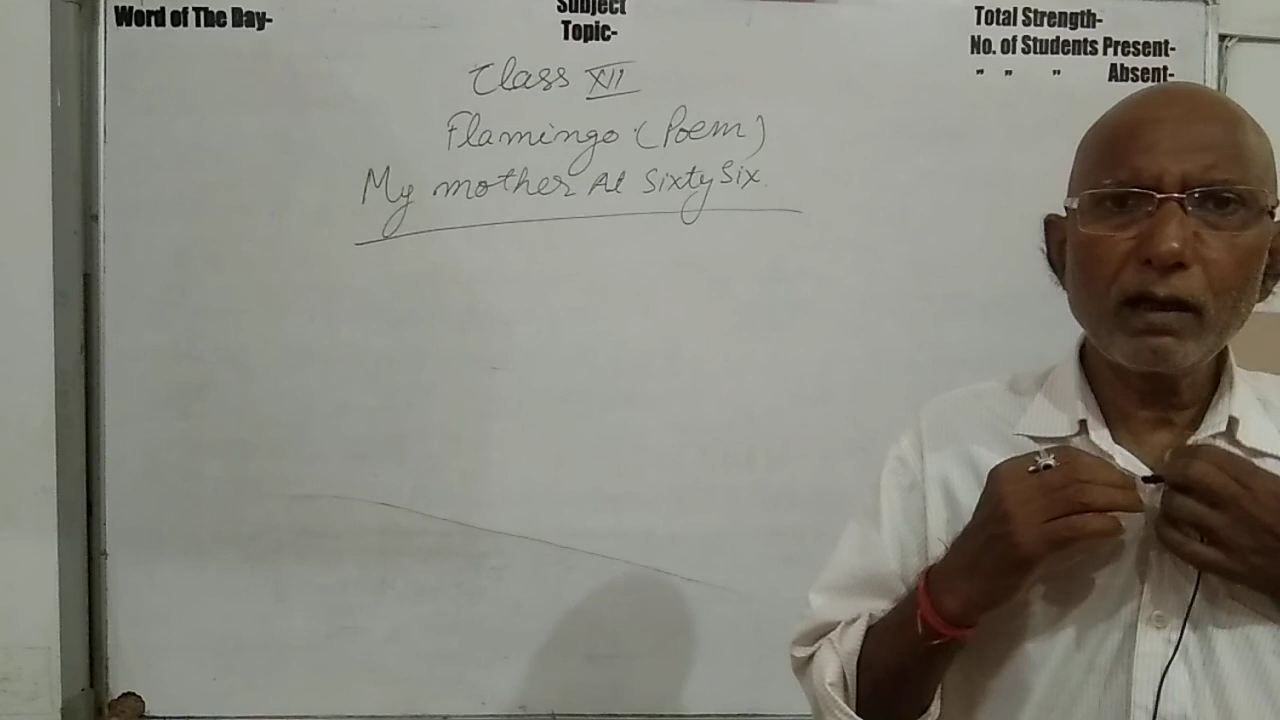 Word of The Day-
Subject
Topic-
Total Strength-
No. of Students Present-
" " " Absent-
Class XII
Flamingo (Poem)
My mother At Sixty Six.